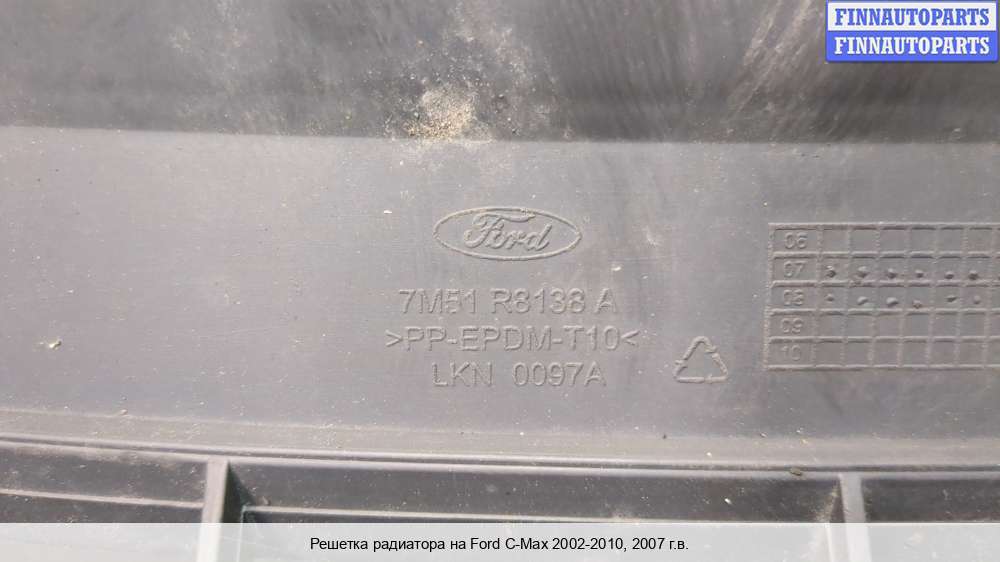 FINNAUTOPARTS
FINNAUTOPARTS
Ford
7M51 R8138 A
>PP-EPDM-T10<
LKN 0097A
06
07
08
09
10
Решетка радиатора на Ford C-Max 2002-2010, 2007 г.в.